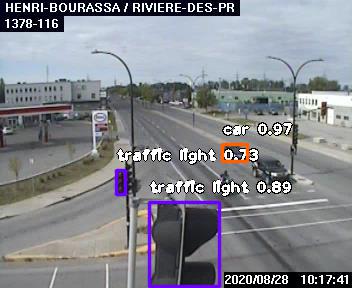 HENRI-BOURASSA / RIVIERE-DES-PR
1378-116
car 0.97
traffic light 0.73
traffic light 0.89
2020/08/28 10:17:41